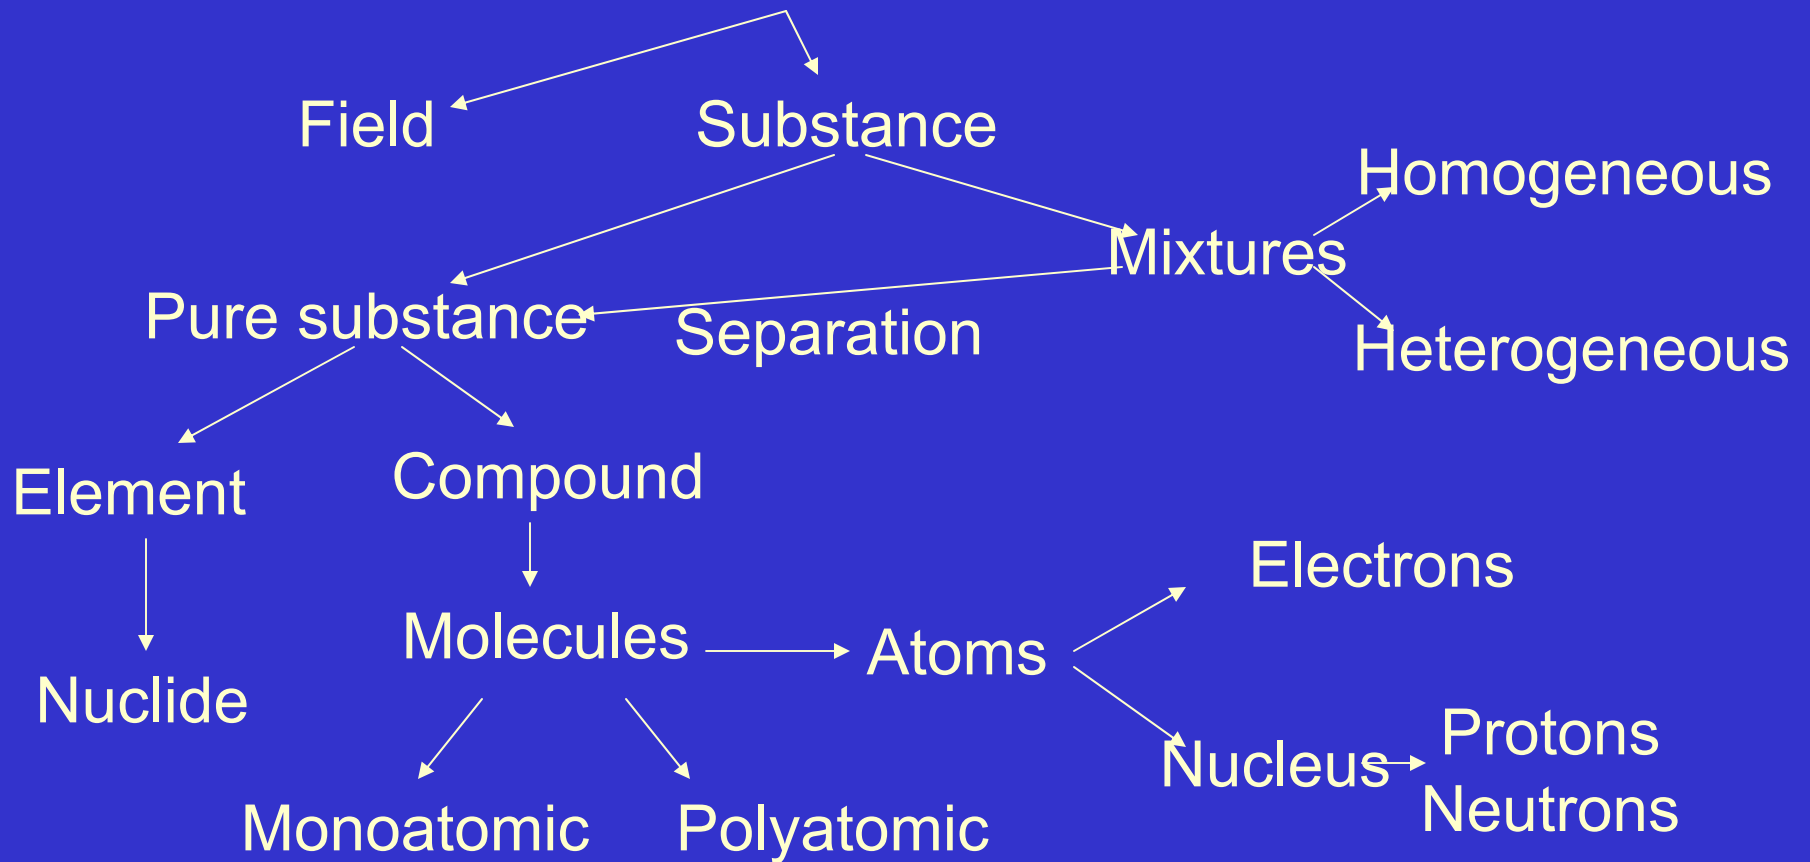 Field
Substance
Homogeneous
Mixtures
Pure substance
Separation
Heterogeneous
Element
Compound
Electrons
Molecules
Atoms
Nuclide
Protons
Nucleus
Neutrons
Monoatomic
Polyatomic